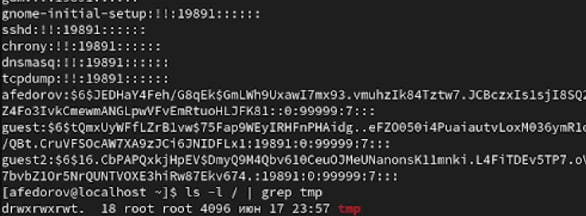 gnome-initial-setup:!!:19891::::::
sshd:!!:19891::::::
chrony:!!:19891::::::
dnsmasq:!!:19891::::::
tcpdump:!!:19891::::::
afedorov:$6$JEDHaY4Feh/G8qEk$GmLWh9UxawI7mx93.vmuhzIk84Tztw7.JCBczxIs1sjI8SQ2
Z4Fo3IvkCmewmANGLpwVFvEmRtuoHLJFK81::0:99999:7:::
guest:$6$tQmxUyWFfLZrB1vw$75Fap9WEyIRHFnPHAidg..eFZO050i4PuaiautvLoxM036ymR1c
/QBt.CruVFSOcAW7XA9zJCi6JNIDFLx1:19891:0:99999:7:::
guest2:$6$16.CbPAPQxkjHpEV$DmyQ9M4Qbv610CeuOJMeUNanonsK11mnki.L4FiTDEv5TP7.oV
7bvbZ1Or5NrQUNTVOXE3hiRw87Ekv674.:19891:0:99999:7:::
[afedorov@localhost ~]$ ls -l / | grep tmp
drwxrwxrwt. 18 root root 4096 июн 17 23:57 tmp